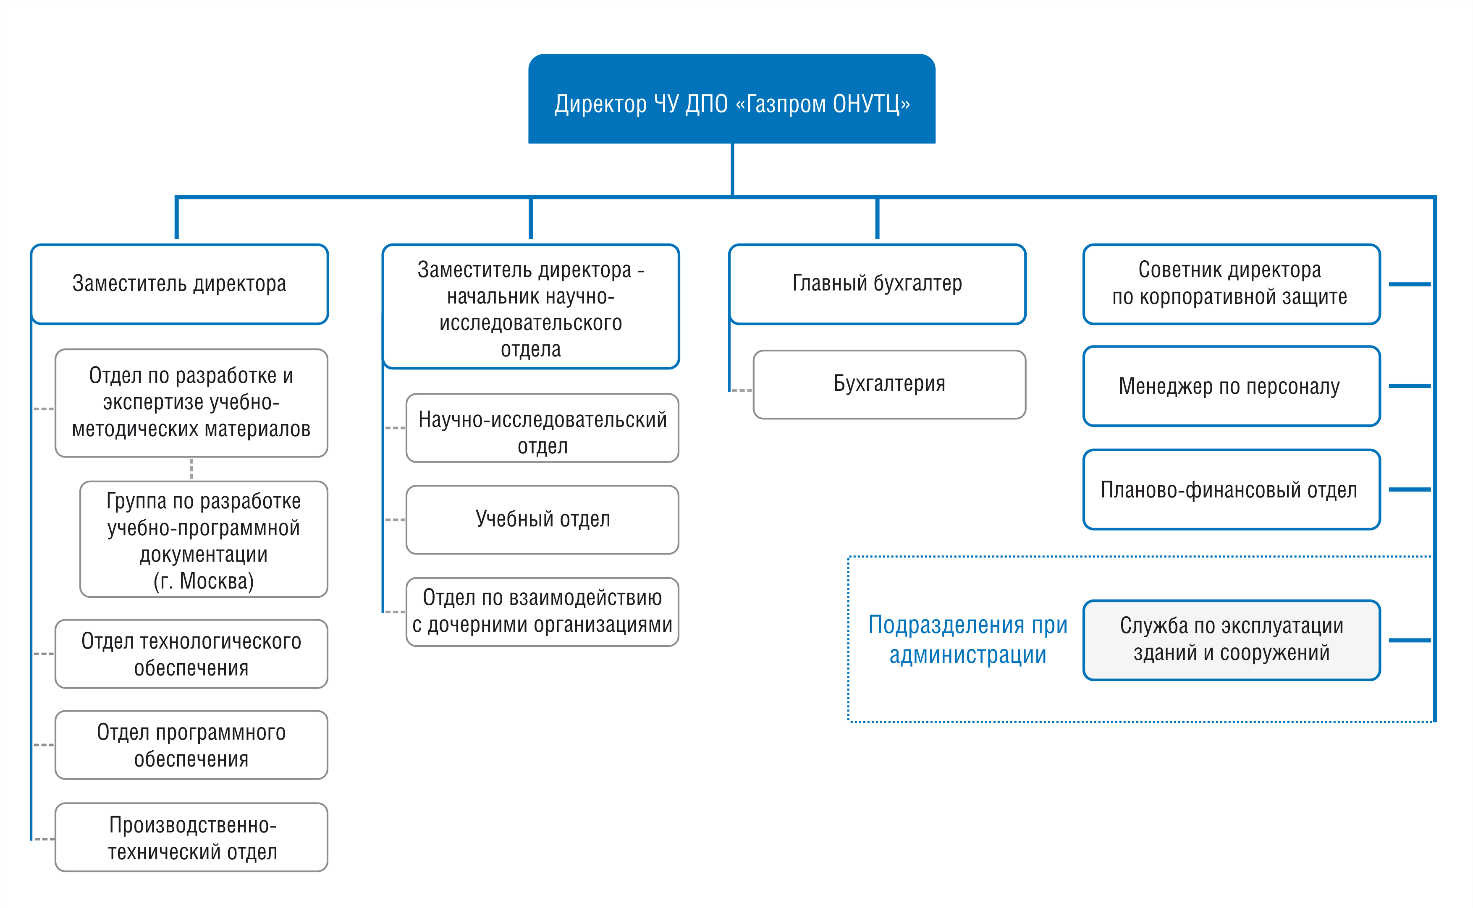 Директор ЧУ ДПО «Газпром ОНУТЦ»
Заместитель директора
Отдел по разработке и
экспертизе учебно-
методических материалов
Группа по разработке
учебно-программной
документации
(г. Москва)
Отдел технологического
обеспечения
Отдел программного
обеспечения
Производственно-
технический отдел
Заместитель директора -
начальник научно-
исследовательского
отдела
Научно-исследовательский
отдел
Учебный отдел
Отдел по взаимодействию
с дочерними организациями
Главный бухгалтер
Бухгалтерия
Советник директора
по корпоративной защите
Менеджер по персоналу
Планово-финансовый отдел
Подразделения при
администрации
Служба по эксплуатации
зданий и сооружений